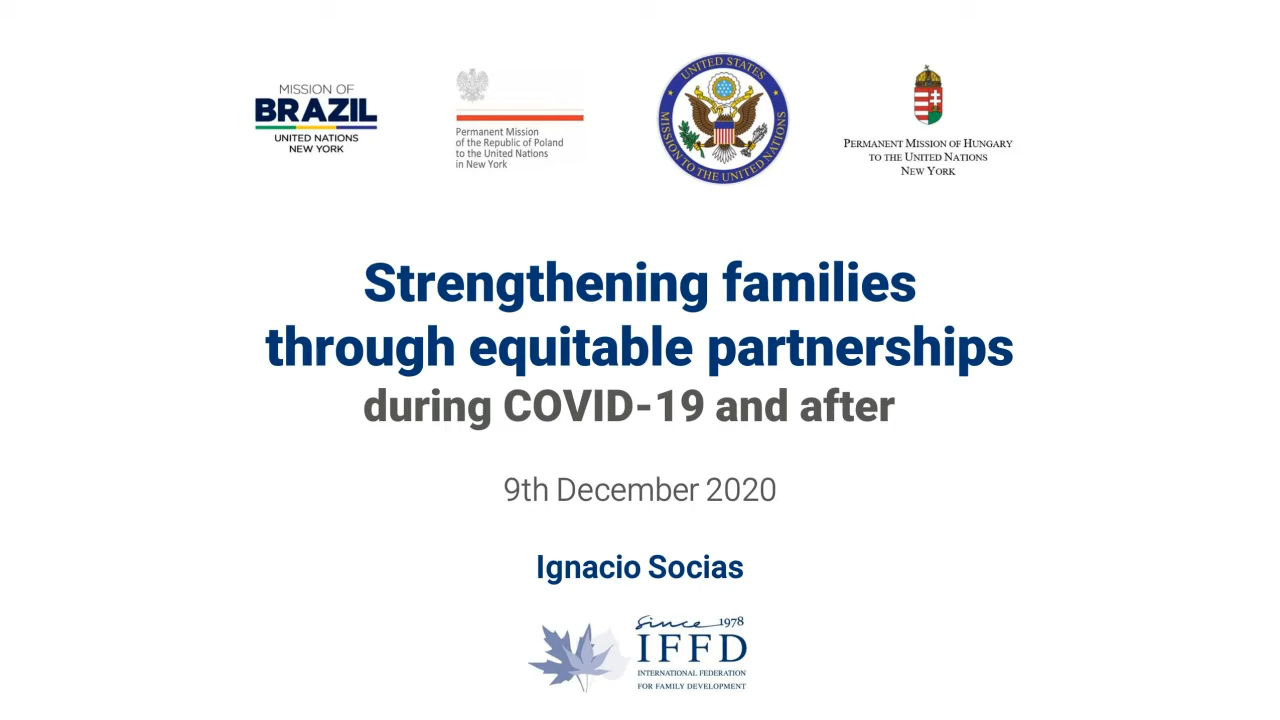 MISSION OF
BRAZIL
UNITED NATIONS
NEW YORK
Permanent Mission
of the Republic of Poland
to the United Nations
in New York
UNITED STATES
MISSION TO THE UNITED NATIONS
PERMANENT MISSION OF HUNGARY
TO THE UNITED NATIONS
NEW YORK
Strengthening families
through equitable partnerships
during COVID-19 and after
9th December 2020
Ignacio Socias
Since 1978
IFFD
INTERNATIONAL FEDERATION
FOR FAMILY DEVELOPMENT